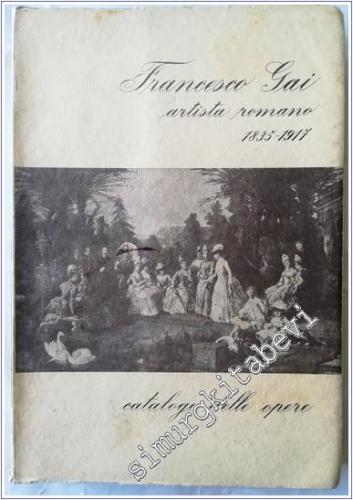 Francesco Gai
artista romano
1835-1917
catalogo delle opere
simurgkitabevi